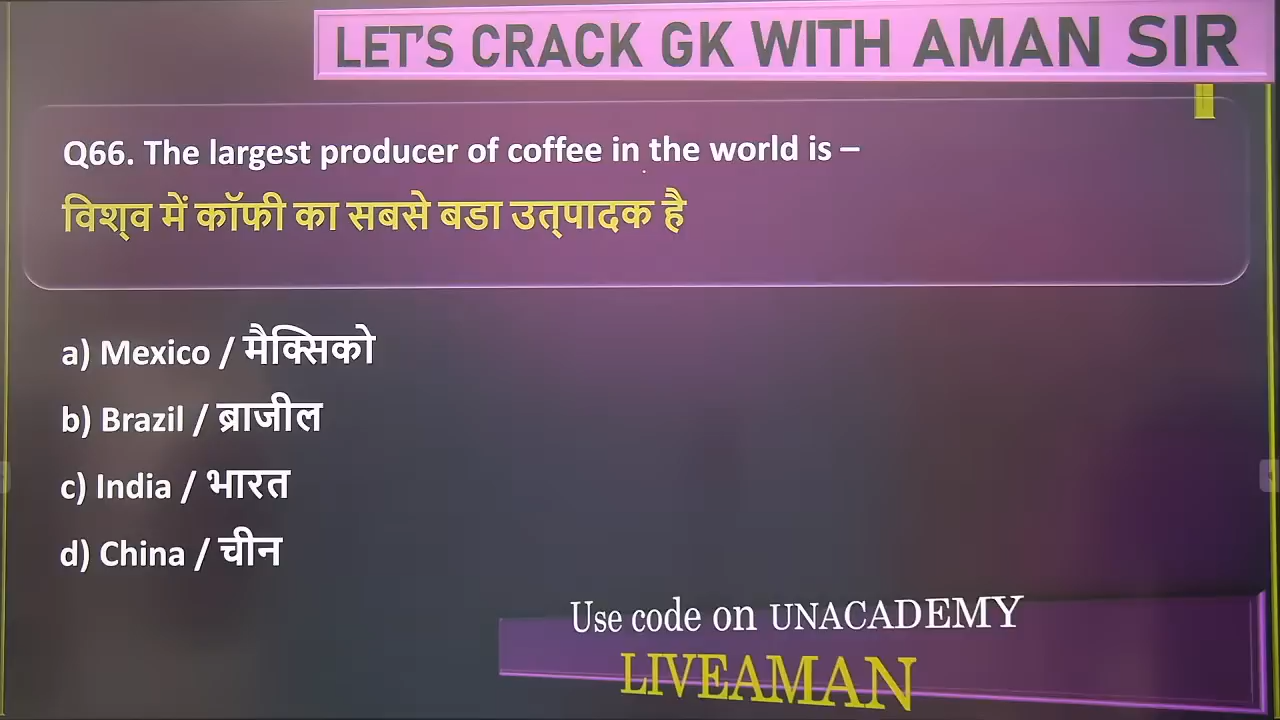 LET'S CRACK GK WITH AMAN SIR
Q66. The largest producer of coffee in the world is –
विश्‌व में कॉफी का सबसे बडा उत्‌पादक है
a) Mexico / मैक्सिको
b) Brazil / ब्राजील
c) India / भारत
d) China / चीन
Use code on UNACADEMY
LIVEAMAN